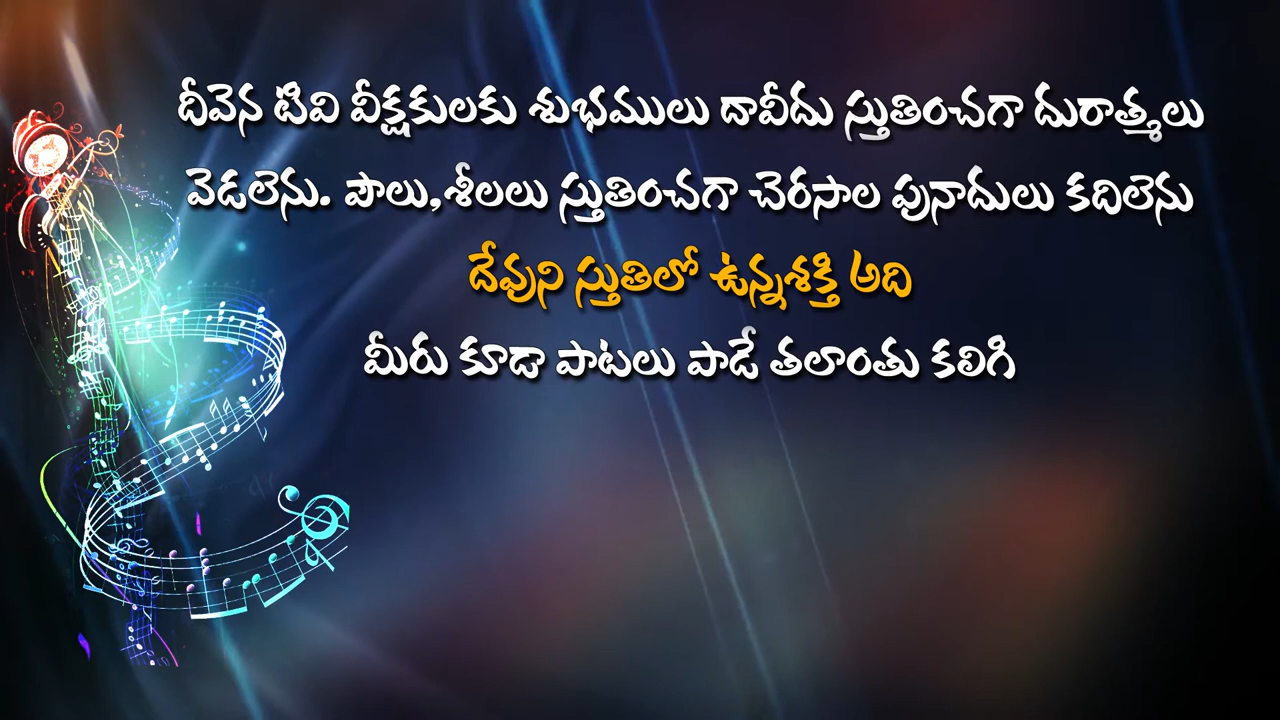 దీవెన టివి వీక్షకులకు శుభములు దావీదు స్తుతించగా దురాత్మలు
వెడలెను. పౌలు,శీలలు స్తుతించగా చెరసాల పునాదులు కదిలెను
దేవుని స్తుతిలో ఉన్నశక్తి అది
మీరు కూడా పాటలు పాడే తలాంతు కలిగి